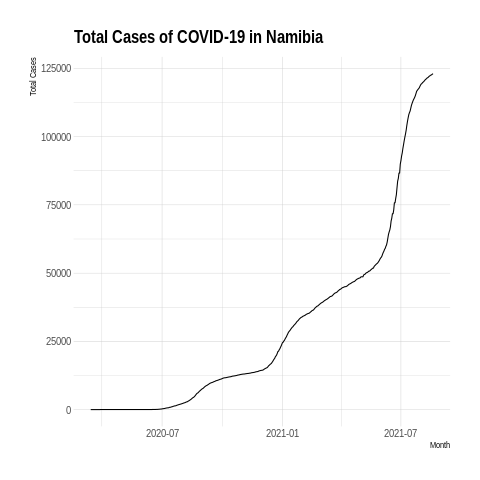 Total Cases of COVID-19 in Namibia
Total Cases
125000
100000
75000
50000
25000
0
2020-07 2021-01 2021-07
Month